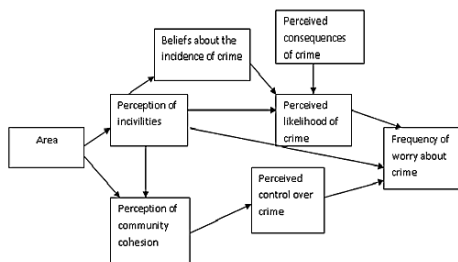 Perceived
consequences
of crime
Beliefs about the
incidence of crime
Perception of
incivilities
Perceived
likelihood of
crime
Area
Frequency of
worry about
crime
Perceived
control over
crime
Perception of
community
cohesion